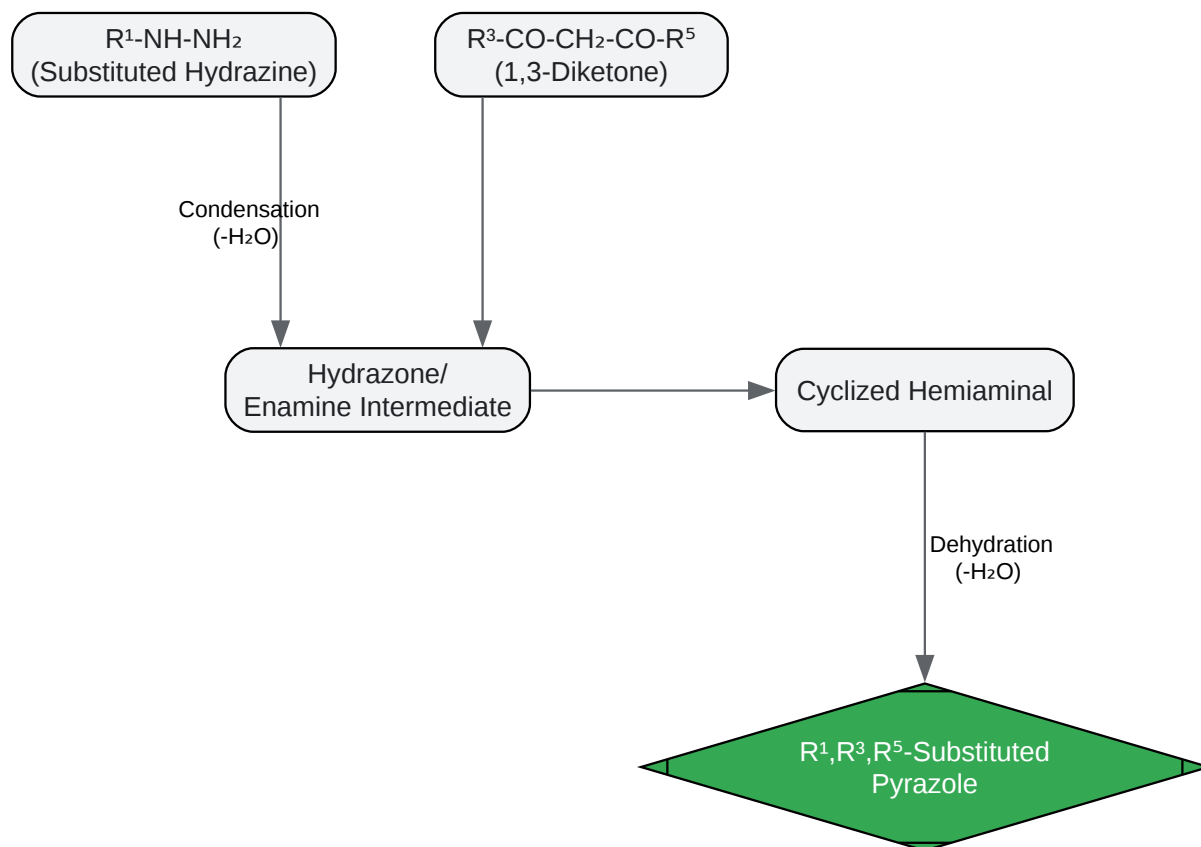 R¹-NH-NH₂
(Substituted Hydrazine)
R³-CO-CH₂-CO-R⁵
(1,3-Diketone)
Condensation
(-H₂O)
Hydrazone/
Enamine Intermediate
Cyclized Hemiaminal
Dehydration
(-H₂O)
R¹,R³,R⁵-Substituted
Pyrazole